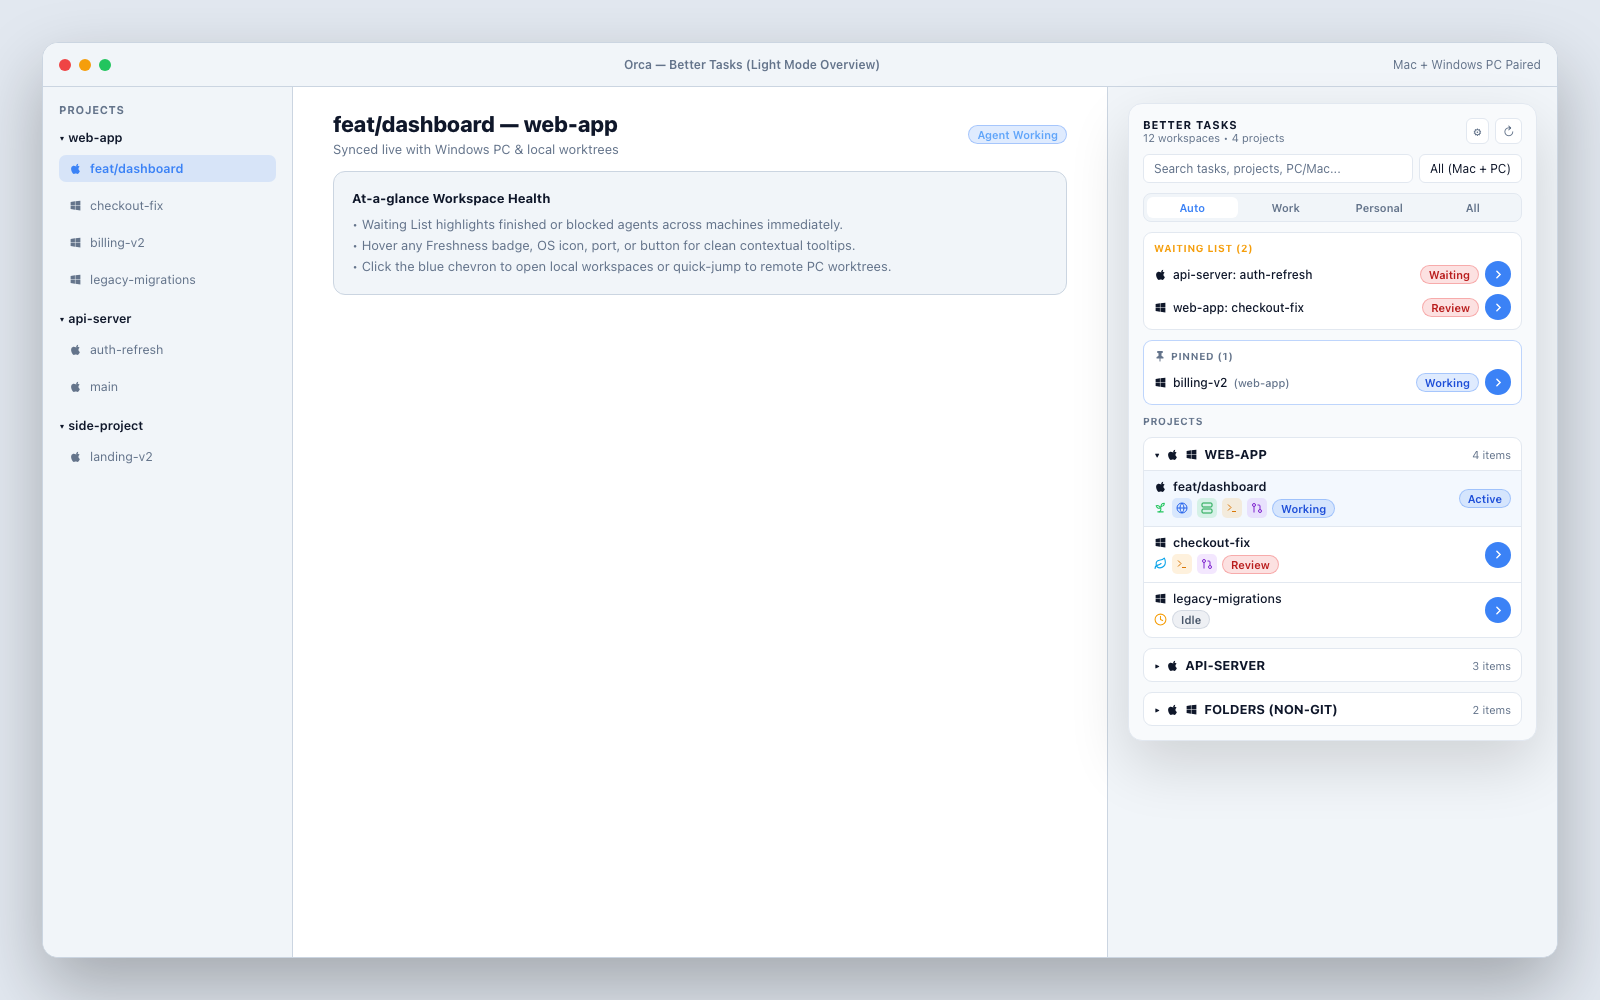 Orca — Better Tasks (Light Mode Overview)
Mac + Windows PC Paired
PROJECTS
web-app
feat/dashboard
checkout-fix
billing-v2
legacy-migrations
api-server
auth-refresh
main
side-project
landing-v2
feat/dashboard — web-app
Synced live with Windows PC & local worktrees
Agent Working
At-a-glance Workspace Health
• Waiting List highlights finished or blocked agents across machines immediately.
• Hover any Freshness badge, OS icon, port, or button for clean contextual tooltips.
• Click the blue chevron to open local workspaces or quick-jump to remote PC worktrees.
BETTER TASKS
12 workspaces • 4 projects
Search tasks, projects, PC/Mac...
All (Mac + PC)
Auto Work Personal All
WAITING LIST (2)
api-server: auth-refresh Waiting
web-app: checkout-fix Review
PINNED (1)
billing-v2 (web-app) Working
PROJECTS
WEB-APP 4 items
feat/dashboard
Working
Active
checkout-fix
Review
legacy-migrations
Idle
API-SERVER 3 items
FOLDERS (NON-GIT) 2 items